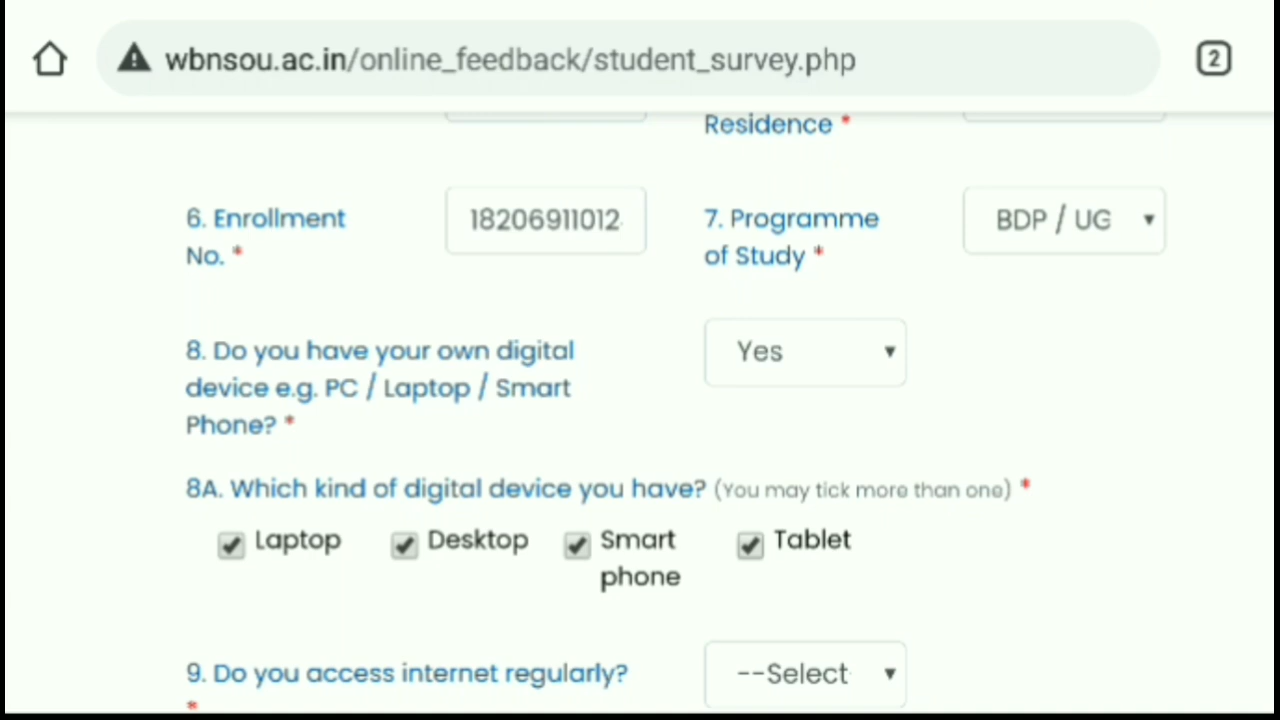 wbnsou.ac.in/online_feedback/student_survey.php
2
Residence *
6. Enrollment
No. *
18206911012
7. Programme
of Study *
BDP / UG
8. Do you have your own digital
device e.g. PC / Laptop / Smart
Phone? *
Yes
8A. Which kind of digital device you have? (You may tick more than one) *
Laptop
Desktop
Smart
phone
Tablet
9. Do you access internet regularly?
*
--Select